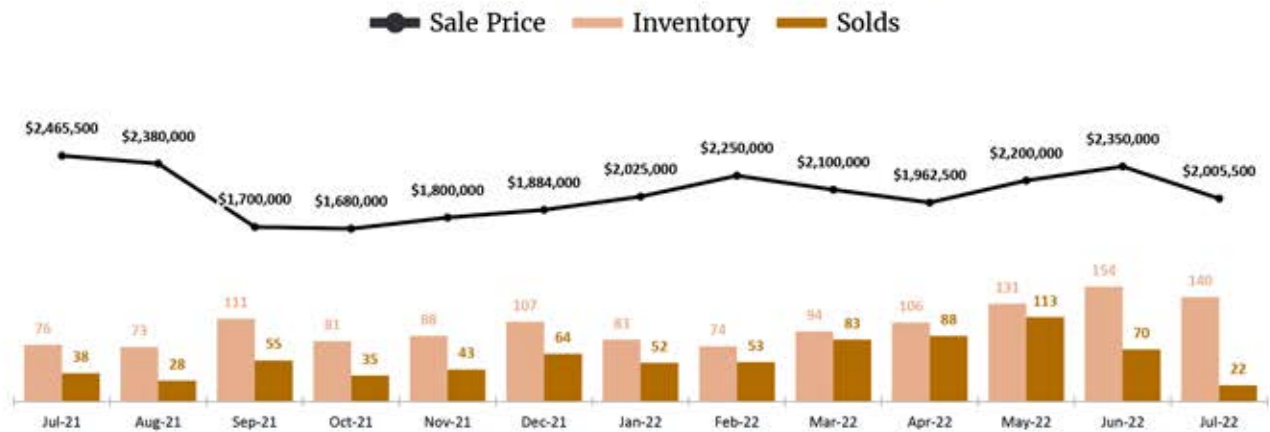 Sale Price Inventory Solds
$2,465,500 $2,380,000 $1,700,000 $1,680,000 $1,800,000 $1,884,000 $2,025,000 $2,250,000 $2,100,000 $1,962,500 $2,200,000 $2,350,000 $2,005,500
76 38 73 28 111 55 81 35 88 43 107 64 83 52 74 53 94 83 106 88 131 113 154 70 140 22
Jul-21 Aug-21 Sep-21 Oct-21 Nov-21 Dec-21 Jan-22 Feb-22 Mar-22 Apr-22 May-22 Jun-22 Jul-22